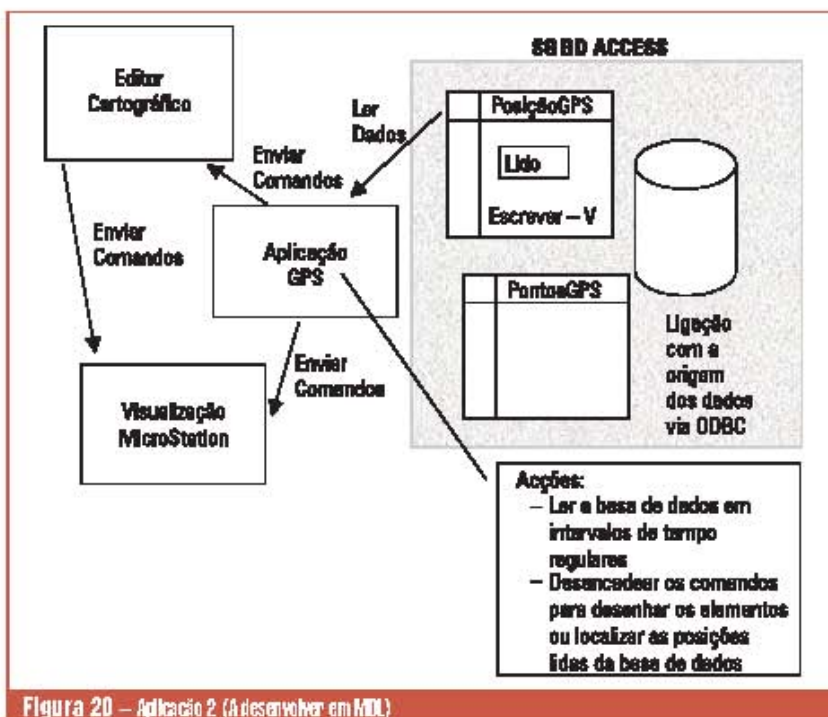 SGBD ACCESS
Editor
Cartográfico
Ler
Dados
PosiçãoGPS
Lido
Escrever – V
Enviar
Comandos
Enviar
Comandos
Aplicação
GPS
PontosGPS
Ligação
com a
origem
dos dados
via ODBC
Enviar
Comandos
Visualização
MicroStation
Acções:
– Ler a base de dados em
intervalos de tempo
regulares
– Desencadear os comandos
para desenhar os elementos
ou localizar as posições
lidas da base de dados
Figura 20 – Aplicação 2 (A desenvolver em MDL)